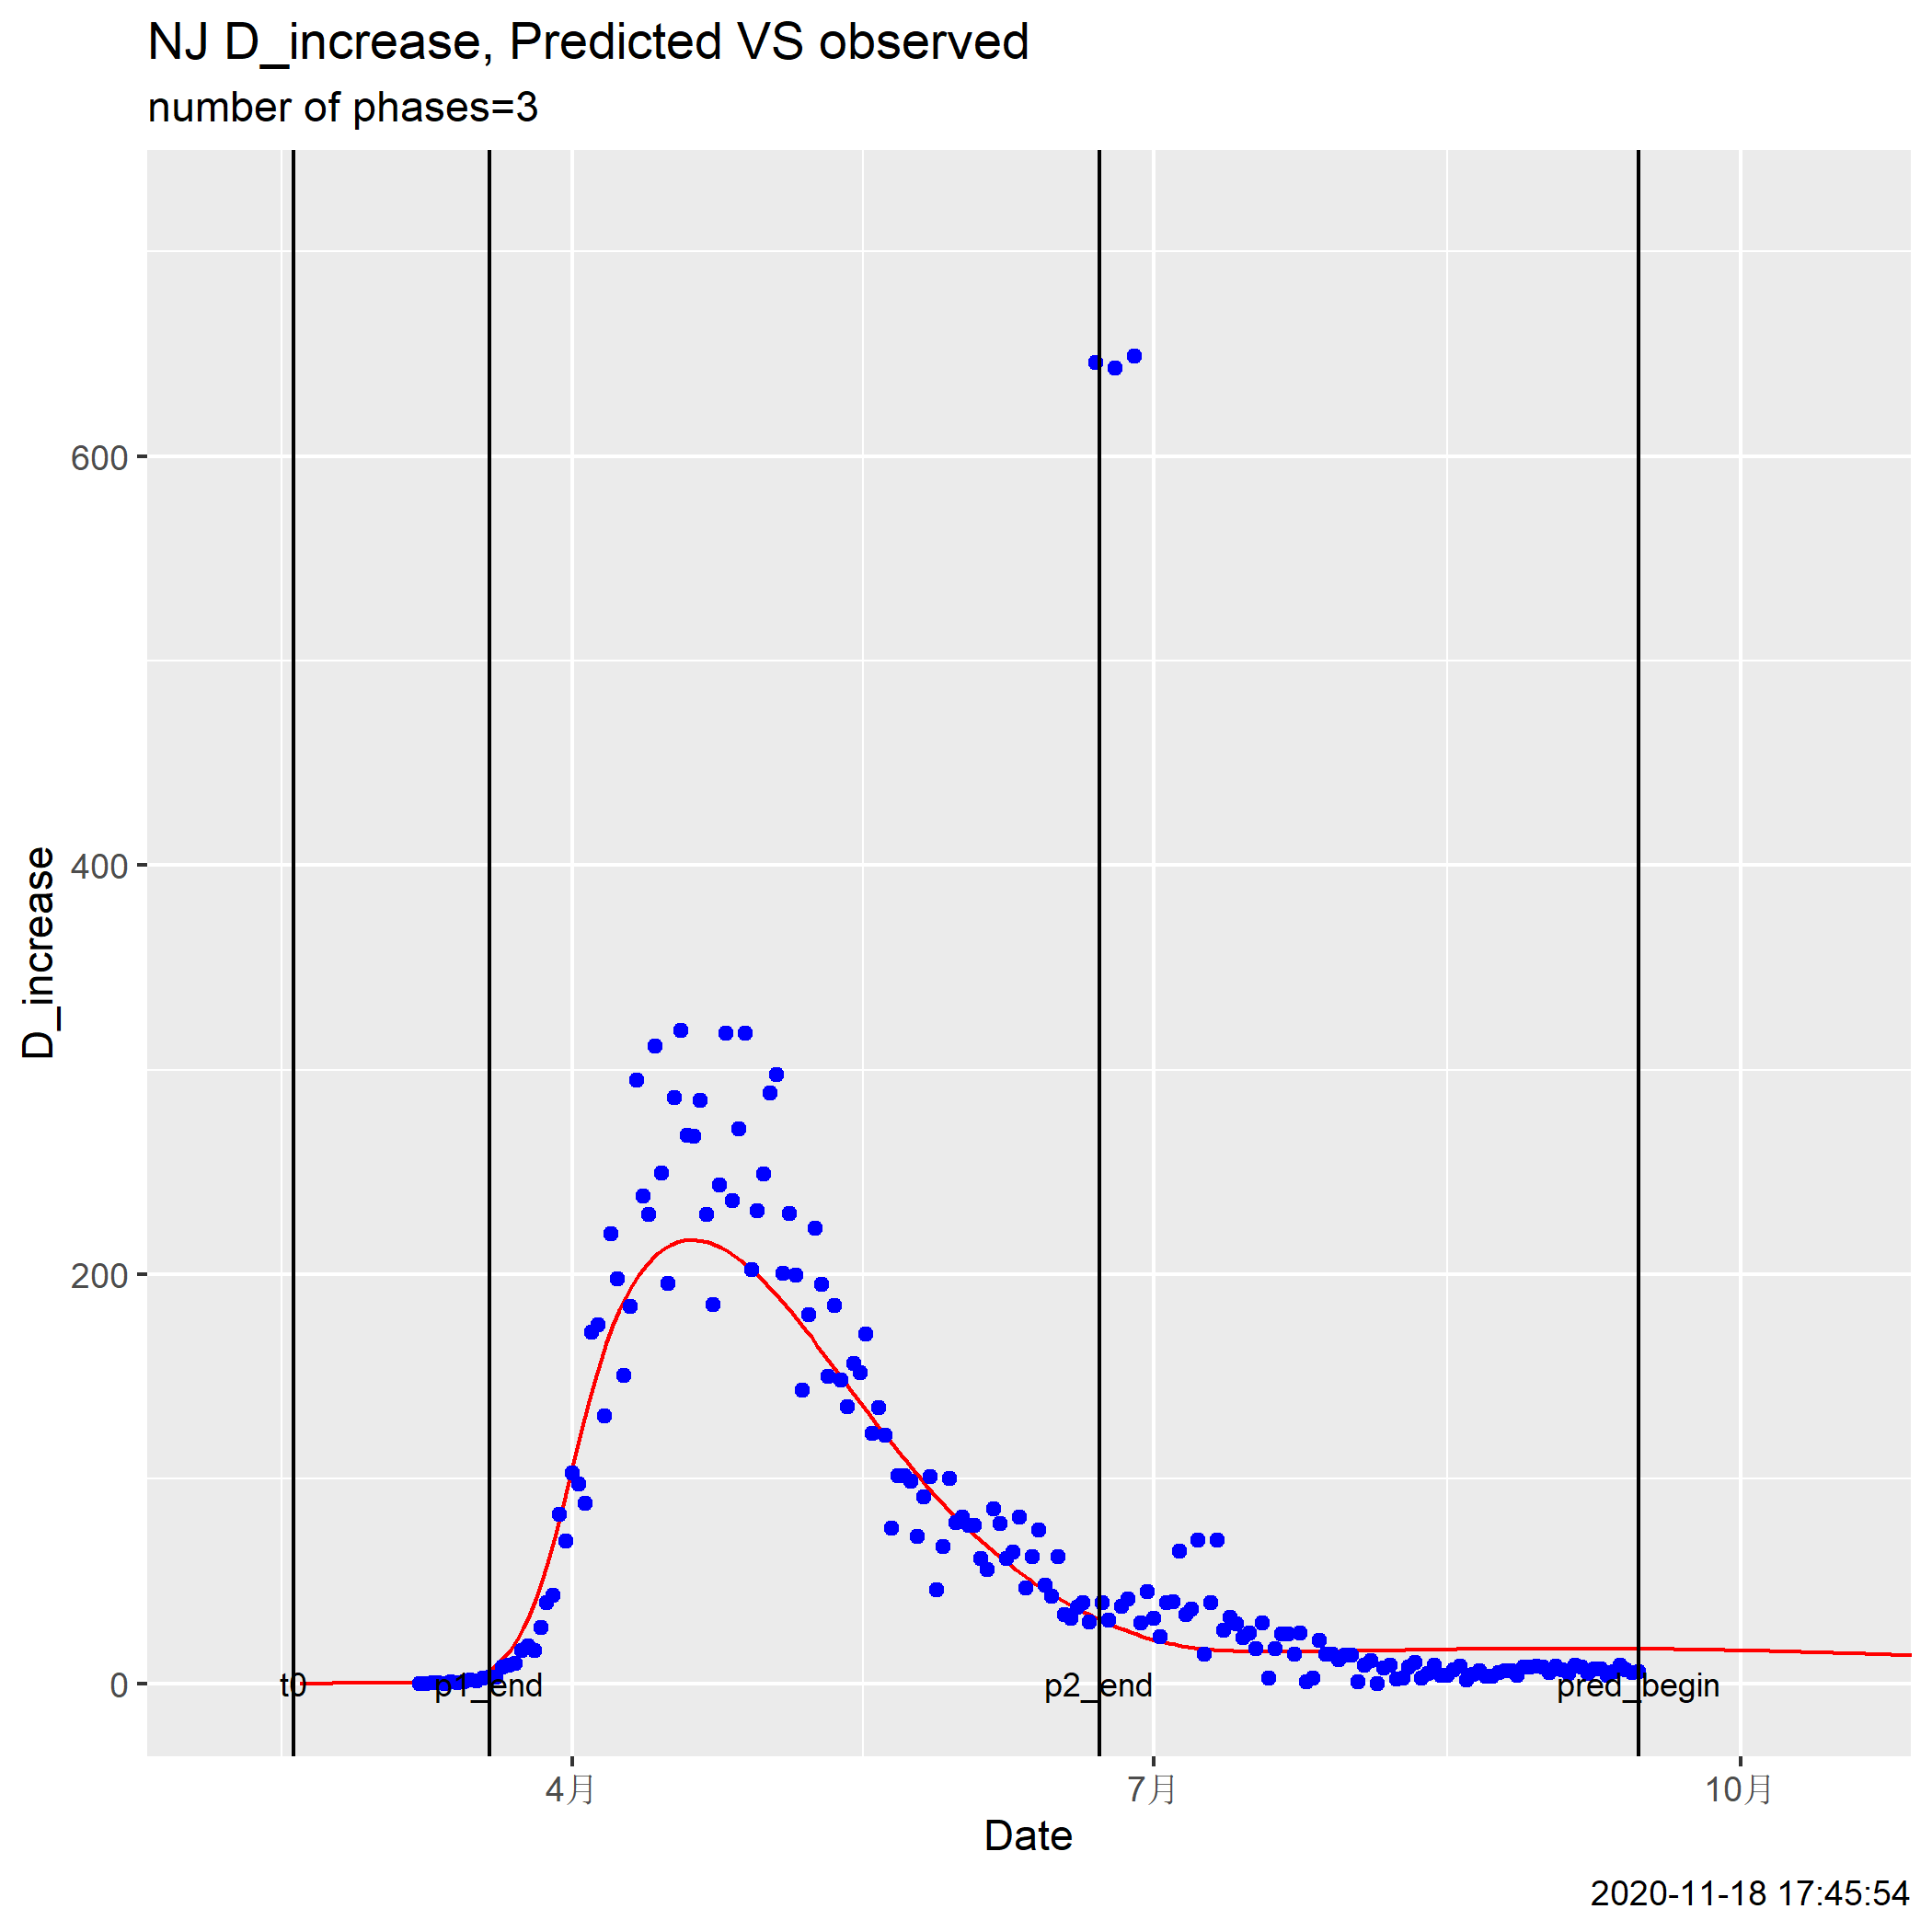 NJ D_increase, Predicted VS observed
number of phases=3
D_increase
600
400
200
0
t0
p1_end
p2_end
pred_begin
4月
7月
10月
Date
2020-11-18 17:45:54